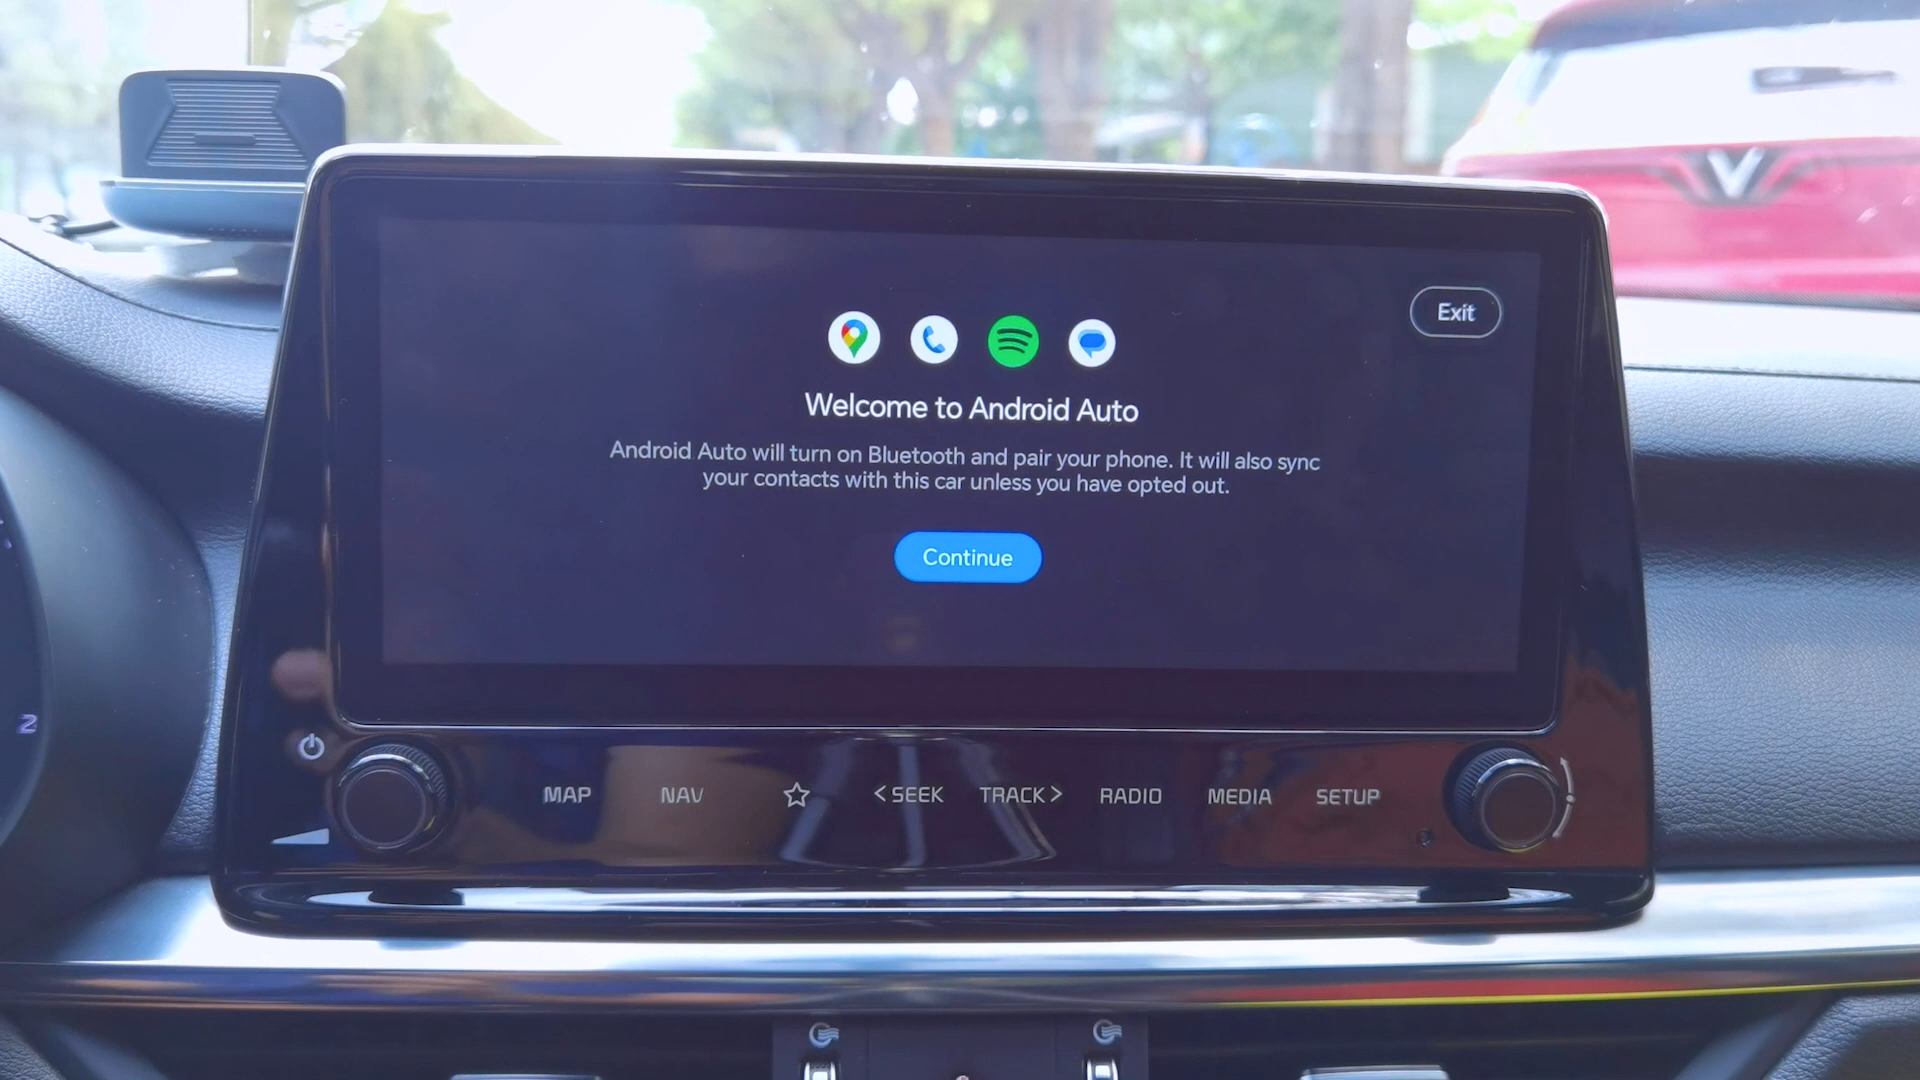 Exit
Welcome to Android Auto
Android Auto will turn on Bluetooth and pair your phone. It will also sync
your contacts with this car unless you have opted out.
Continue
2
MAP NAV < SEEK TRACK > RADIO MEDIA SETUP